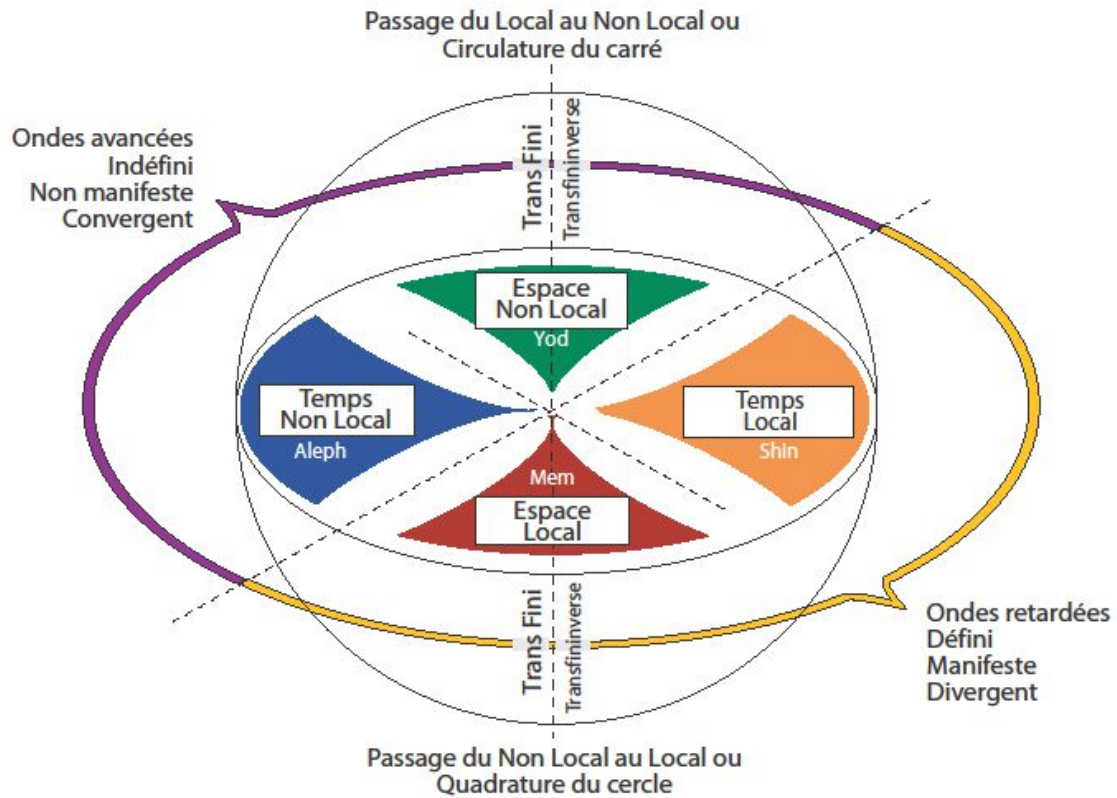 Passage du Local au Non Local ou
Circulature du carré
Ondes avancées
Indéfini
Non manifeste
Convergent
Trans Fini
Transfininverse
Espace
Non Local
Yod
Temps
Non Local
Aleph
Temps
Local
Shin
Mem
Espace
Local
Trans Fini
Transfininverse
Ondes retardées
Défini
Manifeste
Divergent
Passage du Non Local au Local ou
Quadrature du cercle